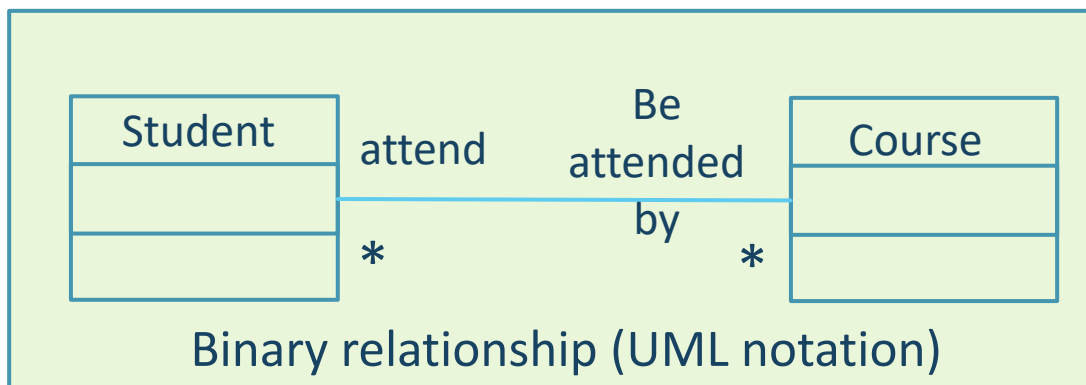 Student
attend
Be
attended
by
Course
*
*
Binary relationship (UML notation)